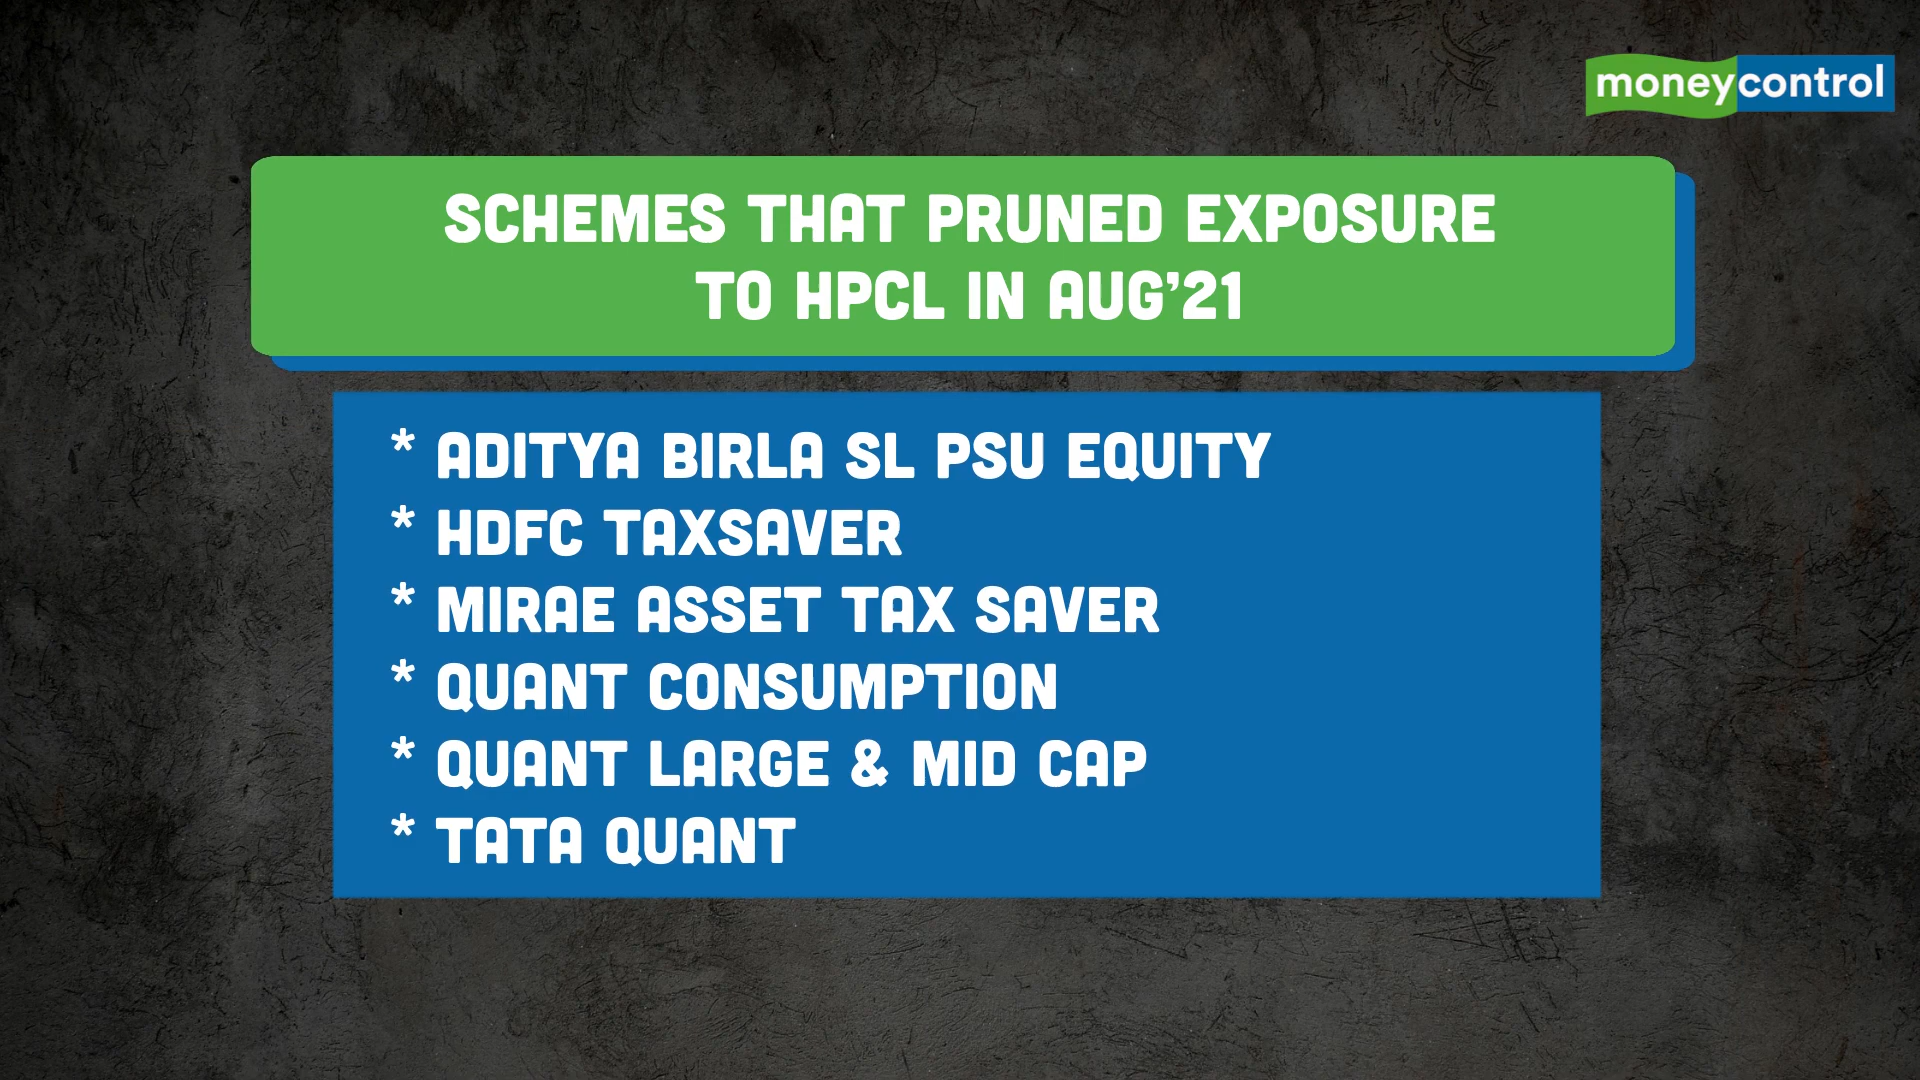 moneycontrol
SCHEMES THAT PRUNED EXPOSURE
TO HPCL IN AUG’21
* ADITYA BIRLA SL PSU EQUITY
* HDFC TAXSAVER
* MIRAE ASSET TAX SAVER
* QUANT CONSUMPTION
* QUANT LARGE & MID CAP
* TATA QUANT